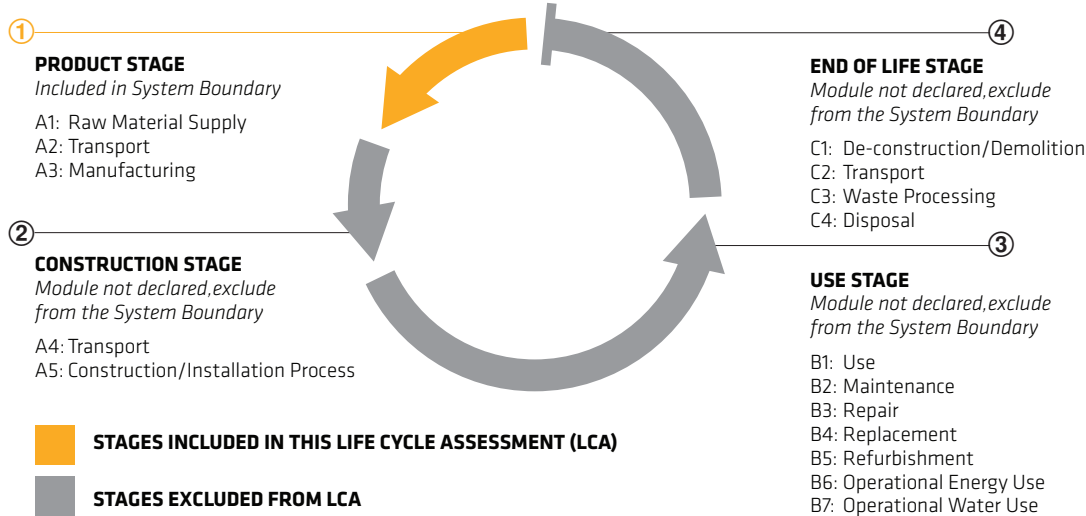 ①
PRODUCT STAGE
Included in System Boundary
A1: Raw Material Supply
A2: Transport
A3: Manufacturing
②
CONSTRUCTION STAGE
Module not declared,exclude
from the System Boundary
A4: Transport
A5: Construction/Installation Process
④
END OF LIFE STAGE
Module not declared,exclude
from the System Boundary
C1: De-construction/Demolition
C2: Transport
C3: Waste Processing
C4: Disposal
③
USE STAGE
Module not declared,exclude
from the System Boundary
B1: Use
B2: Maintenance
B3: Repair
B4: Replacement
B5: Refurbishment
B6: Operational Energy Use
B7: Operational Water Use
STAGES INCLUDED IN THIS LIFE CYCLE ASSESSMENT (LCA)
STAGES EXCLUDED FROM LCA